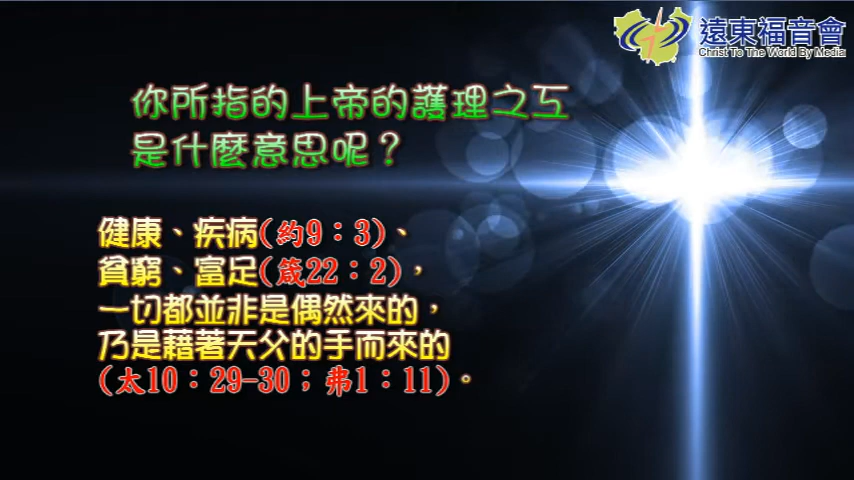 遠東福音會
Christ To The World By Media
你所指的上帝的護理之工
是什麼意思呢？
健康、疾病(約9：3)、
貧窮、富足(箴22：2)，
一切都並非是偶然來的，
乃是藉著天父的手而來的
(太10：29-30；弗1：11)。